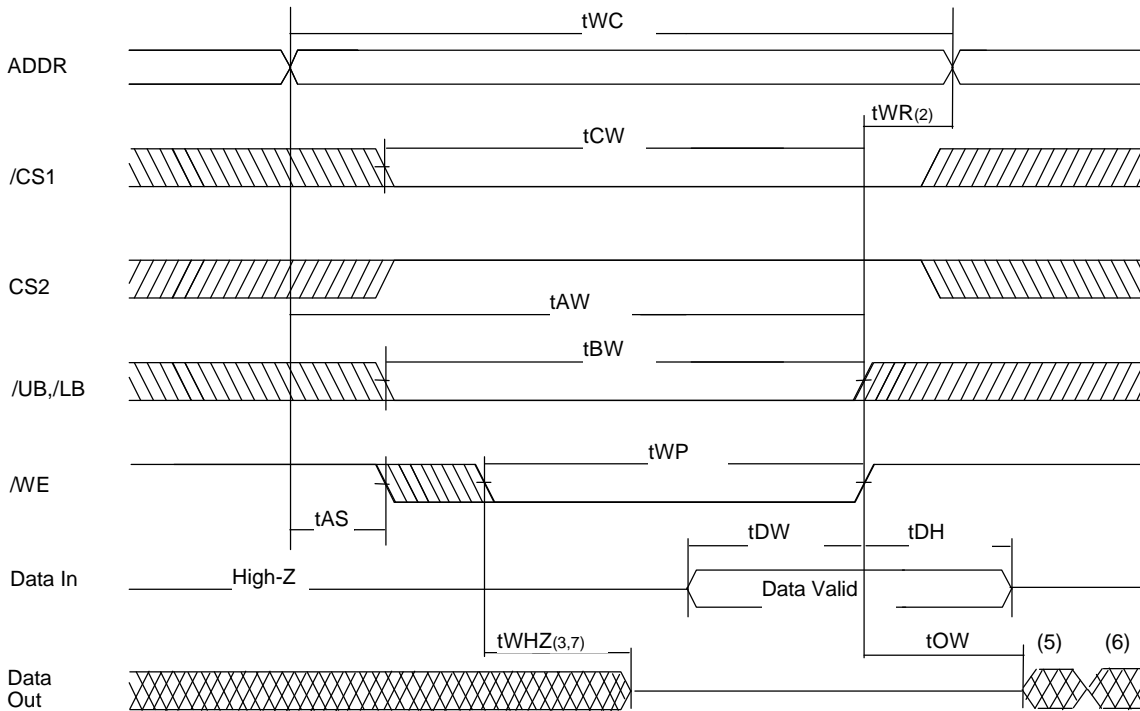 tWC
ADDR
tWR(2)
tCW
/CS1
CS2
tAW
tBW
/UB,/LB
tWP
/WE
tAS
tDW
tDH
Data In
High-Z
Data Valid
tWHZ(3,7)
tOW
(5)
(6)
Data
Out